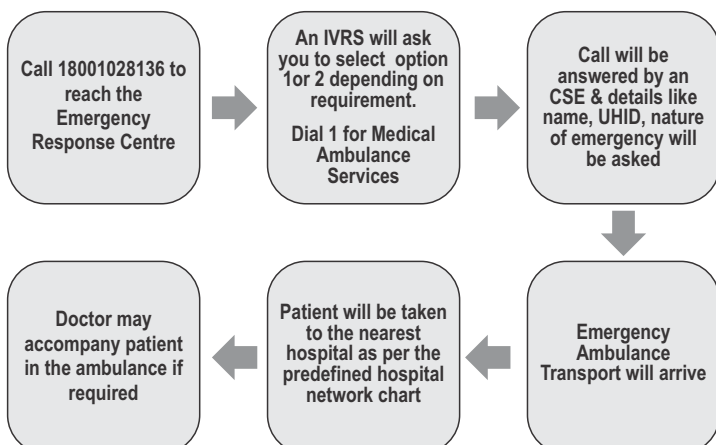 Call 18001028136 to
reach the
Emergency
Response Centre
An IVRS will ask
you to select option
1or 2 depending on
requirement.
Dial 1 for Medical
Ambulance
Services
Call will be
answered by an
CSE & details like
name, UHID, nature
of emergency will
be asked
Emergency
Ambulance
Transport will arrive
Patient will be taken
to the nearest
hospital as per the
predefined hospital
network chart
Doctor may
accompany patient
in the ambulance if
required